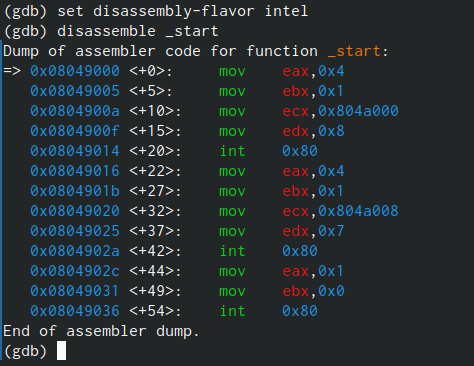 (gdb) set disassembly-flavor intel
(gdb) disassemble _start
Dump of assembler code for function _start:
=> 0x08049000 <+0>:     mov    eax,0x4
   0x08049005 <+5>:     mov    ebx,0x1
   0x0804900a <+10>:    mov    ecx,0x804a000
   0x0804900f <+15>:    mov    edx,0x8
   0x08049014 <+20>:    int    0x80
   0x08049016 <+22>:    mov    eax,0x4
   0x0804901b <+27>:    mov    ebx,0x1
   0x08049020 <+32>:    mov    ecx,0x804a008
   0x08049025 <+37>:    mov    edx,0x7
   0x0804902a <+42>:    int    0x80
   0x0804902c <+44>:    mov    eax,0x1
   0x08049031 <+49>:    mov    ebx,0x0
   0x08049036 <+54>:    int    0x80
End of assembler dump.
(gdb)